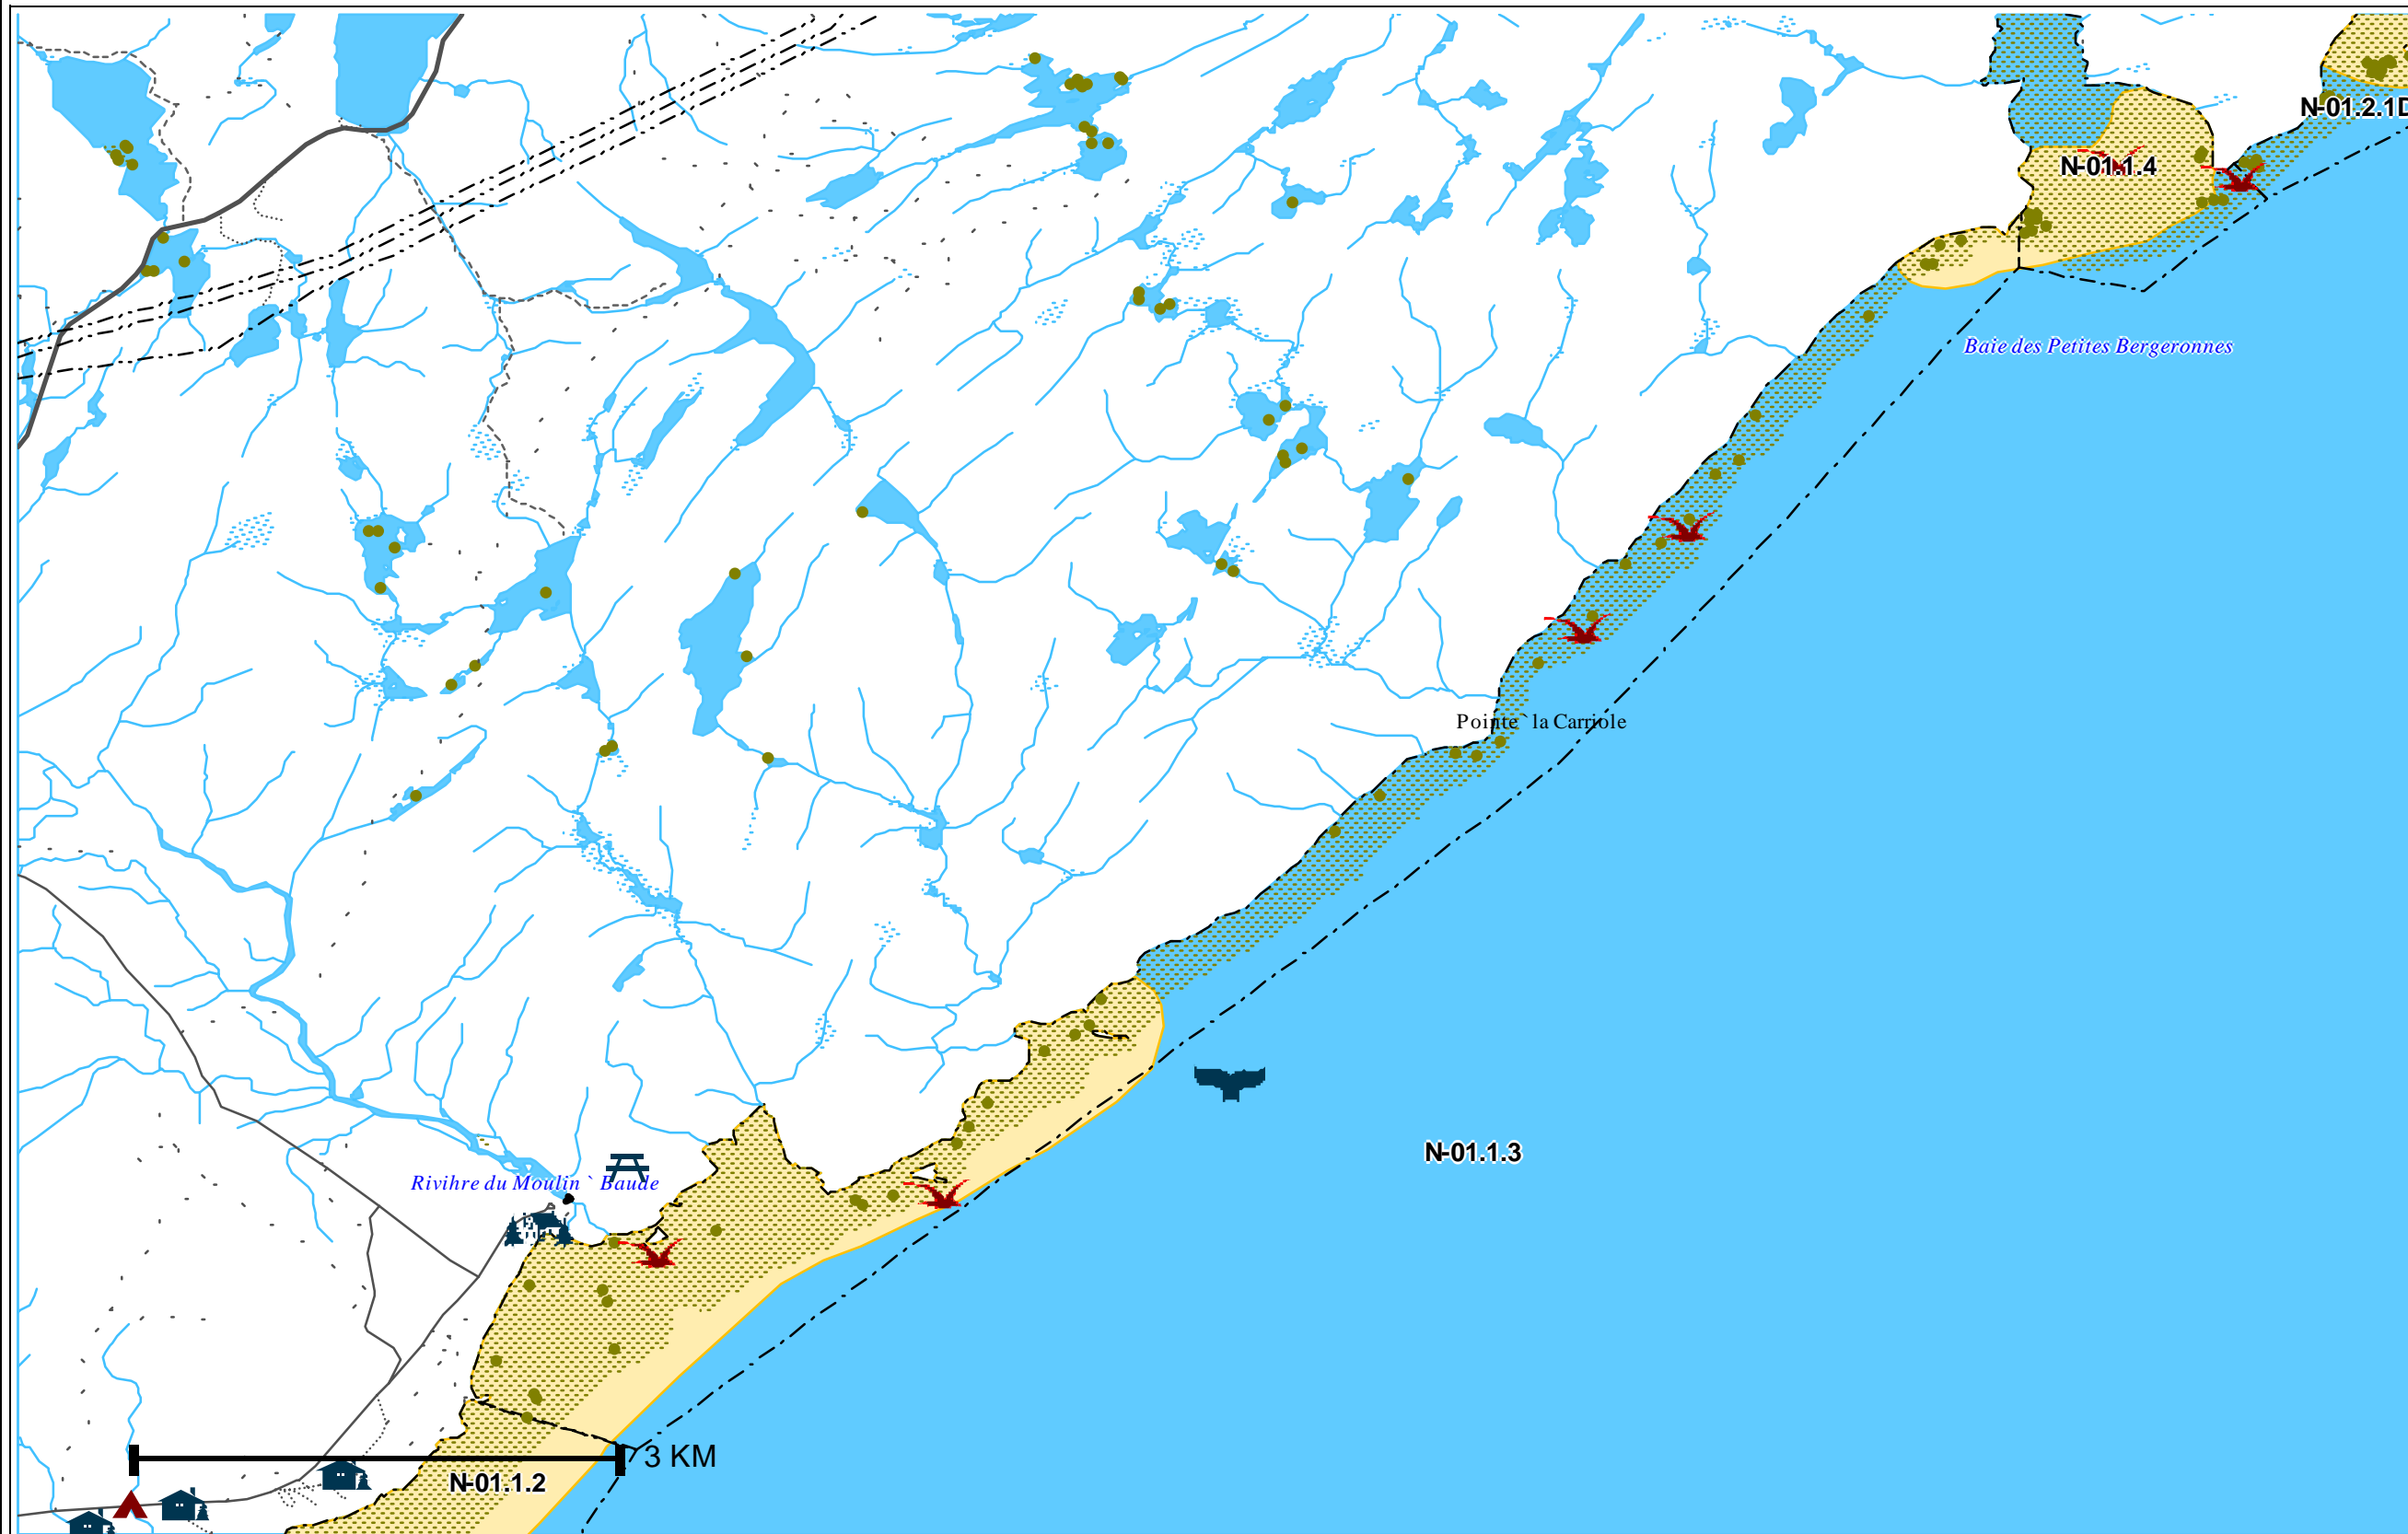 N-01.2.1D
N-01.1.4
Baie des Petites Bergeronnes
Pointe ` la Carriole
N-01.1.3
Rivihre du Moulin ` Baude
3 KM
N-01.1.2